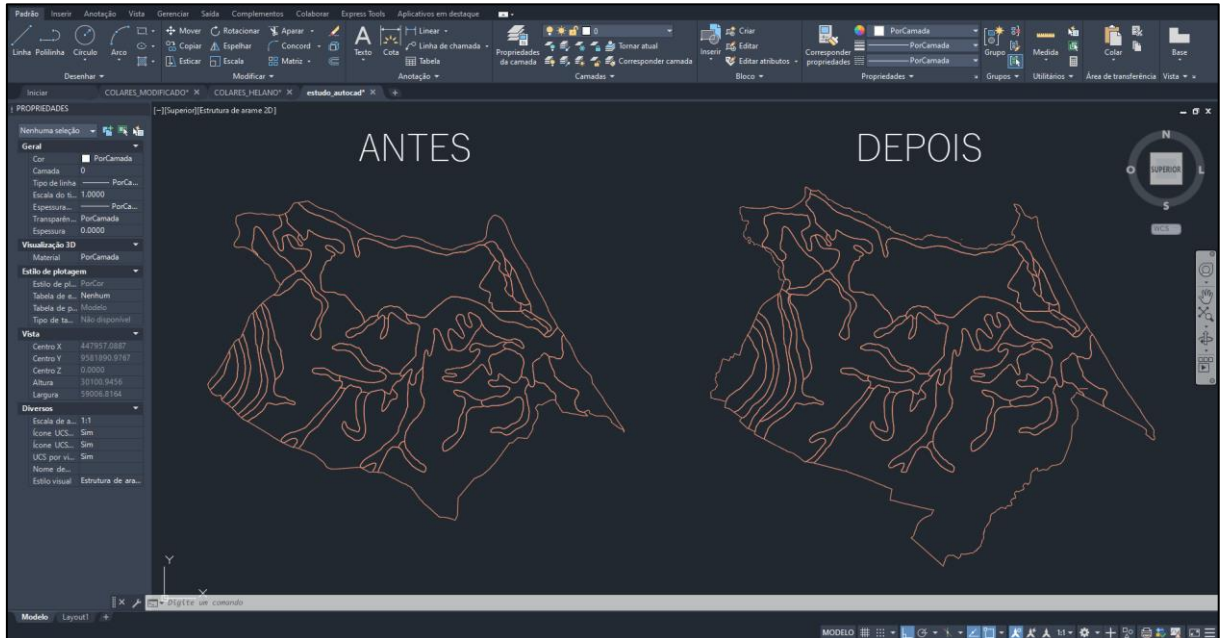 Padrão Inserir Anotação Vista Gerenciar Saída Complementos Colaborar Express Tools Aplicativos em destaque
Linha Polilinha Círculo Arco
Mover Rotacionar Aparar
Copiar Espelhar Concord
Esticar Escala Matriz
Texto Cota
Linear
Linha de chamada
Tabela
Propriedades da camada
0
Tornar atual
Corresponder camada
Inserir
Criar
Editar
Editar atributos
Corresponder propriedades
PorCamada
PorCamada
PorCamada
Grupo
Medida
Colar
Base
Desenhar Modificar Anotação Camadas Bloco Propriedades Grupos Utilitários Área de transferência Vista
Iniciar COLARES_MODIFICADO* COLARES_HELANO* estudo_autocad*
PROPRIEDADES
[−][Superior][Estrutura de arame 2D]
Nenhuma seleção
Geral
Cor PorCamada
Camada 0
Tipo de linha PorCa...
Escala do ti... 1.0000
Espessura... PorCa...
Transparên... PorCamada
Espessura 0.0000
Visualização 3D
Material PorCamada
Estilo de plotagem
Estilo de pl... PorCor
Tabela de e... Nenhum
Tabela de p... Modelo
Tipo de ta... Não disponível
Vista
Centro X 447957.0887
Centro Y 9581890.9787
Centro Z 0.0000
Altura 30100.9456
Largura 59006.8164
Diversos
Escala de a... 1:1
Ícone UCS... Sim
Ícone UCS... Sim
UCS por vi... Sim
Nome de...
Estilo visual Estrutura de ara...
ANTES DEPOIS
N
O SUPERIOR L
S
WCS
Y
X
Digite um comando
Modelo Layout1 +
MODELO 1:1